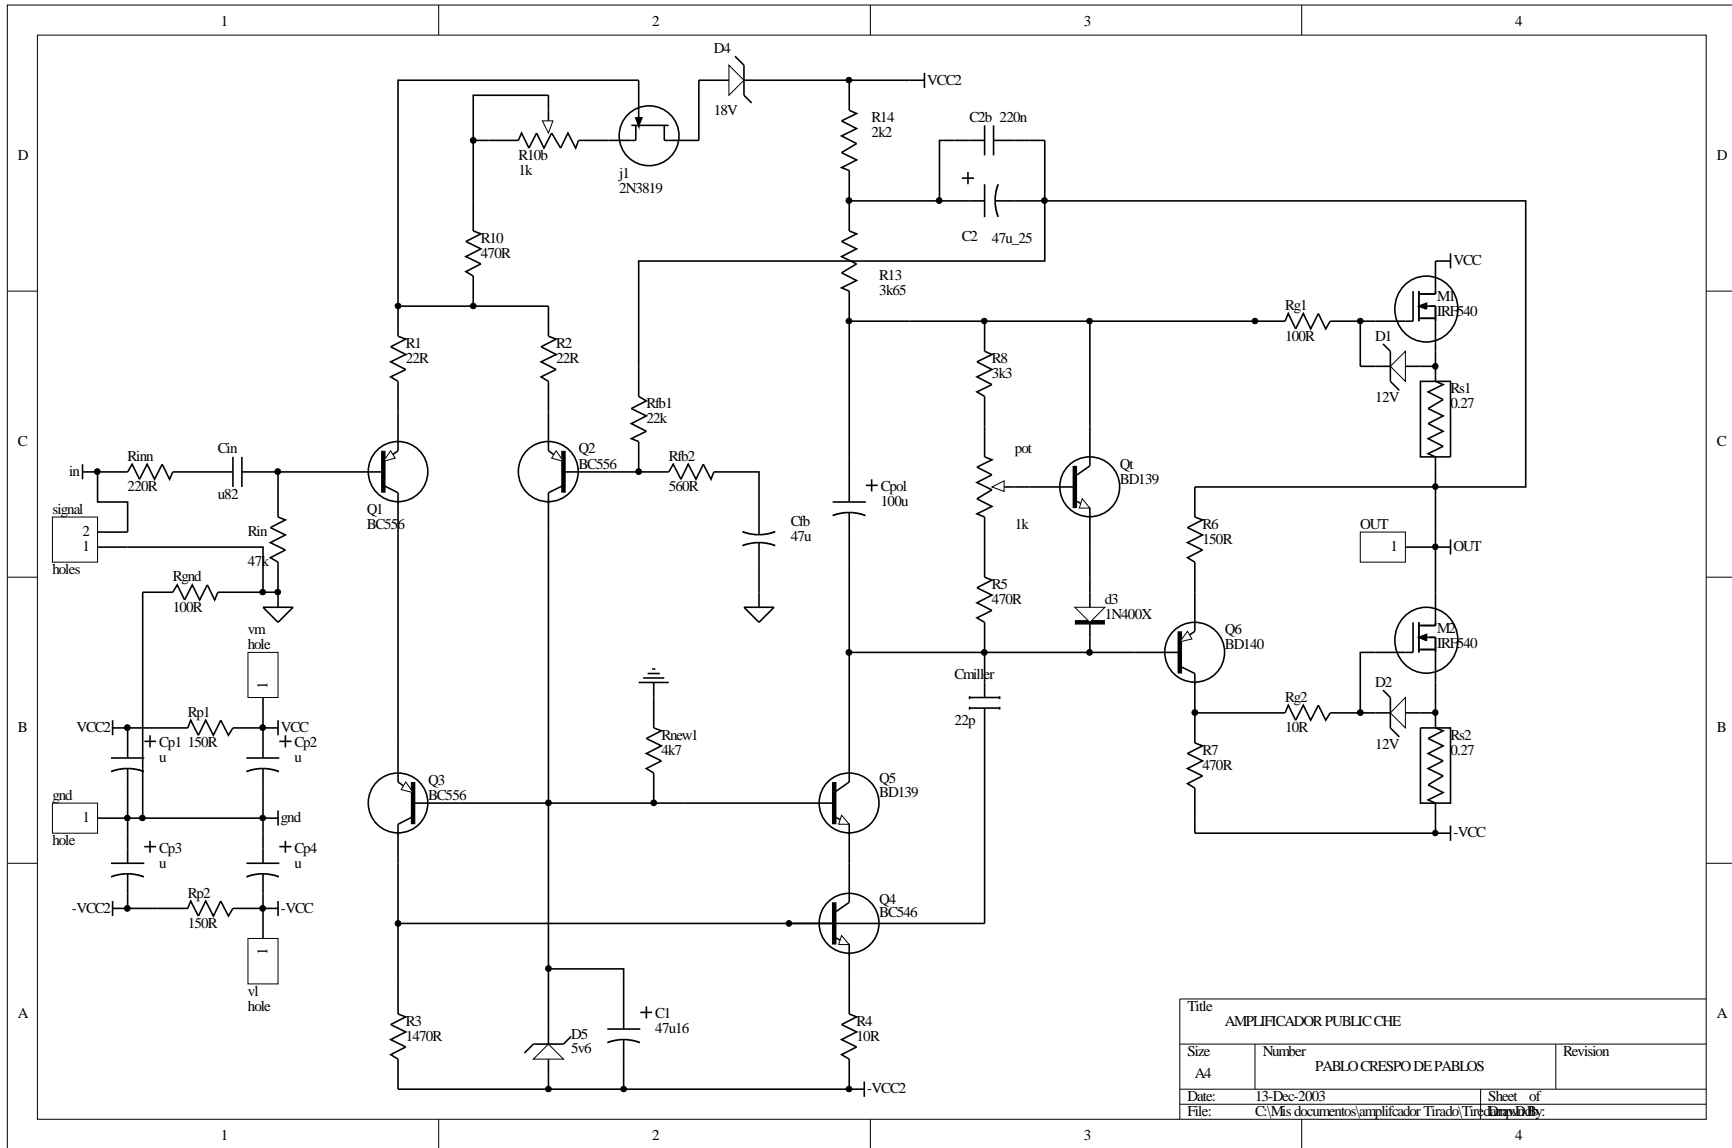 1
2
3
4
D
D
C
C
B
B
A
A
D4
18V
VCC2
R14
2k2
C2b 220n
C2 47u_25
R10b
1k
j1
2N3819
R10
470R
R13
3k65
VCC
M1
IRF540
Rg1
100R
D1
12V
Rs1
0.27
R1
22R
R2
22R
R8
3k3
Rfb1
22k
in
Rinn
220R
Cin
u82
Q1
BC556
Q2
BC556
Rfb2
560R
+ Cpol
100u
pot
1k
Qt
BD139
signal
2
1
holes
Rin
47k
Cfb
47u
R6
150R
OUT
1
OUT
Rgnd
100R
R5
470R
d3
1N400X
Q6
BD140
M2
IRF540
vm
hole
1
Cmiller
22p
Rg2
10R
D2
12V
VCC2
Rp1
150R
VCC
+ Cp1
u
+ Cp2
u
Rnew1
4k7
R7
470R
Rs2
0.27
Q3
BC556
Q5
BD139
gnd
1
hole
gnd
-VCC
+ Cp3
u
+ Cp4
u
-VCC2
Rp2
150R
-VCC
Q4
BC546
1
vl
hole
R3
1470R
D5
5v6
+ C1
47u16
R4
10R
-VCC2
Title
AMPLIFICADOR PUBLIC CHE
Size
A4
Number
PABLO CRESPO DE PABLOS
Revision
Date: 13-Dec-2003
Sheet of
File: C:\Mis documentos\amplifcador Tirado\
By:
1
2
3
4